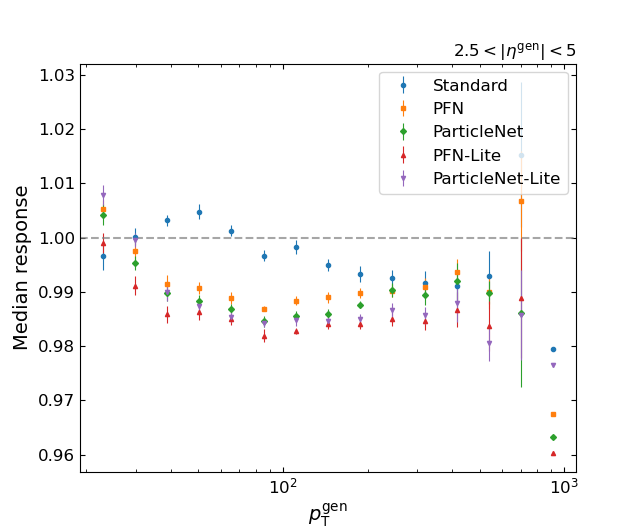 2.5 < |η^gen| < 5
1.03
1.02
1.01
1.00
0.99
0.98
0.97
0.96
Median response
Standard
PFN
ParticleNet
PFN-Lite
ParticleNet-Lite
10^2
10^3
p_T^gen